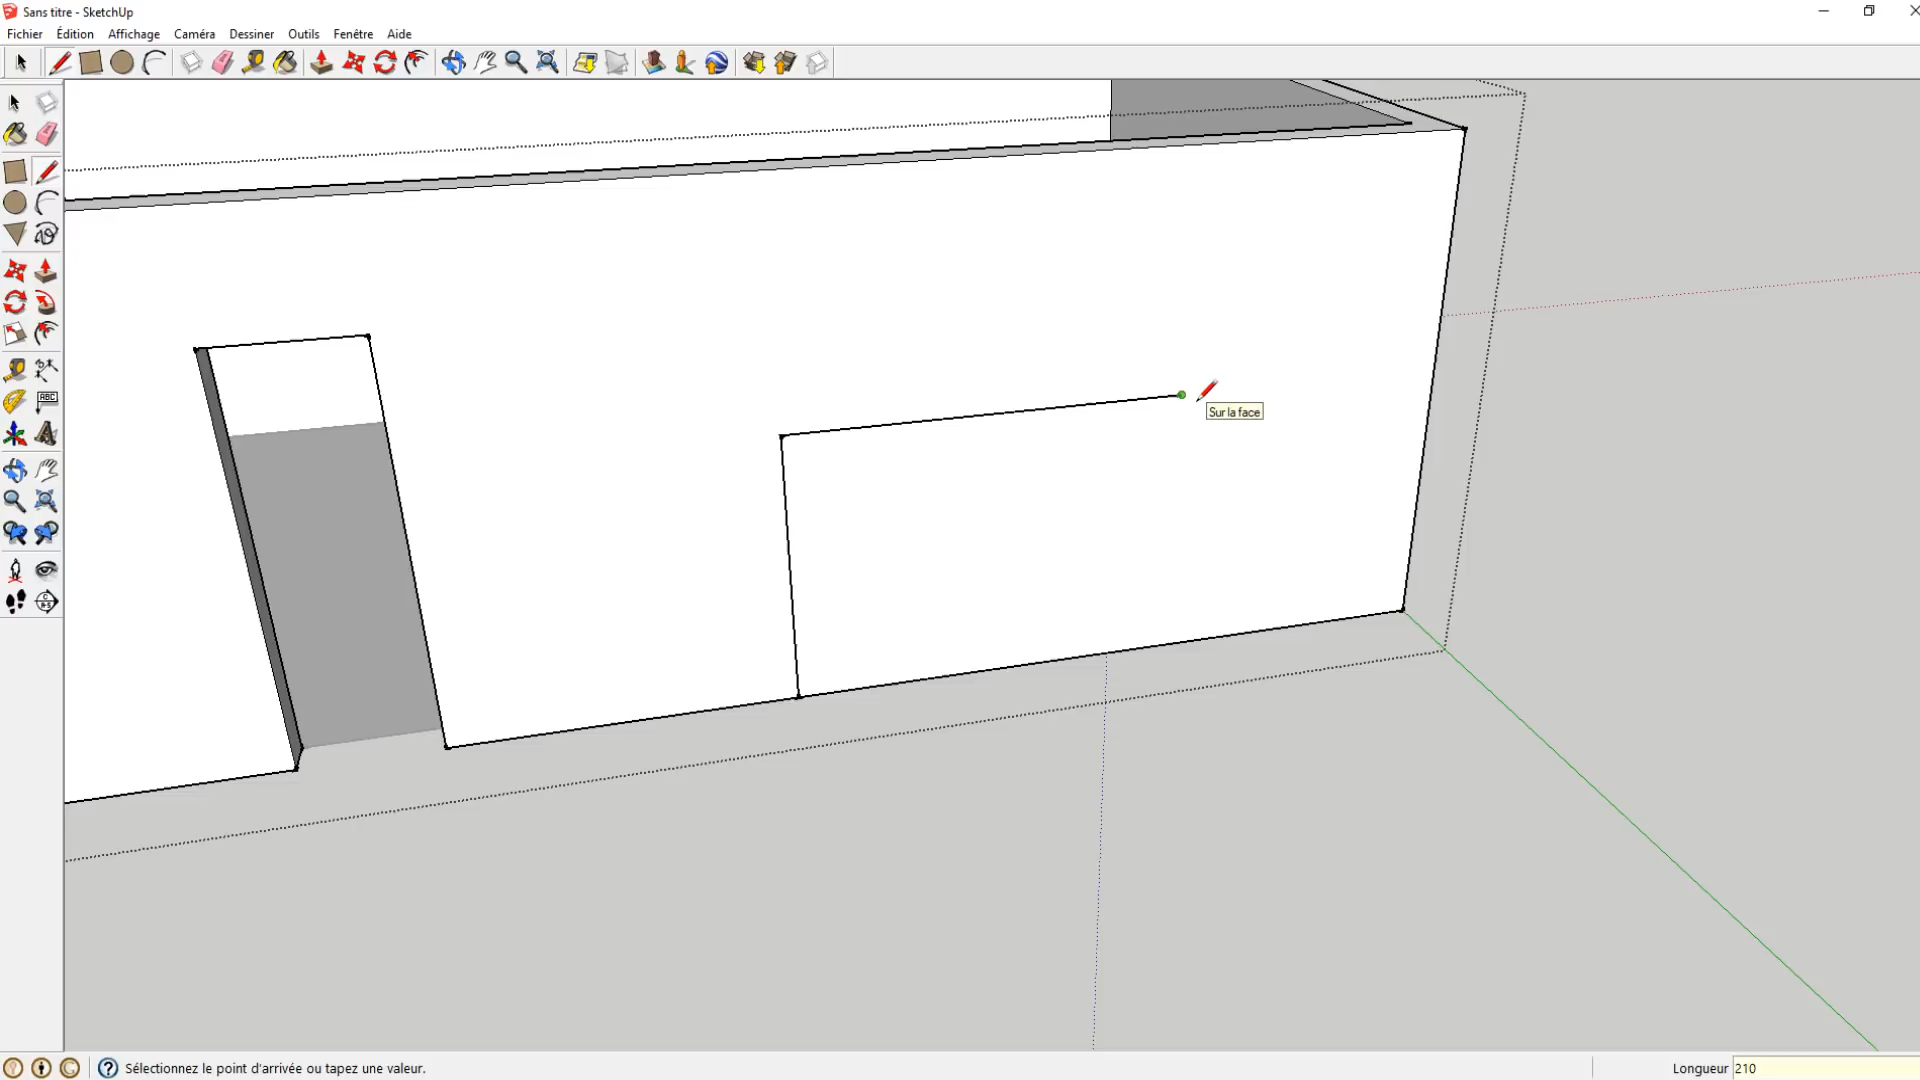 Sans titre - SketchUp
Fichier Édition Affichage Caméra Dessiner Outils Fenêtre Aide
ABC
Sur la face
Sélectionnez le point d'arrivée ou tapez une valeur.
Longueur 210